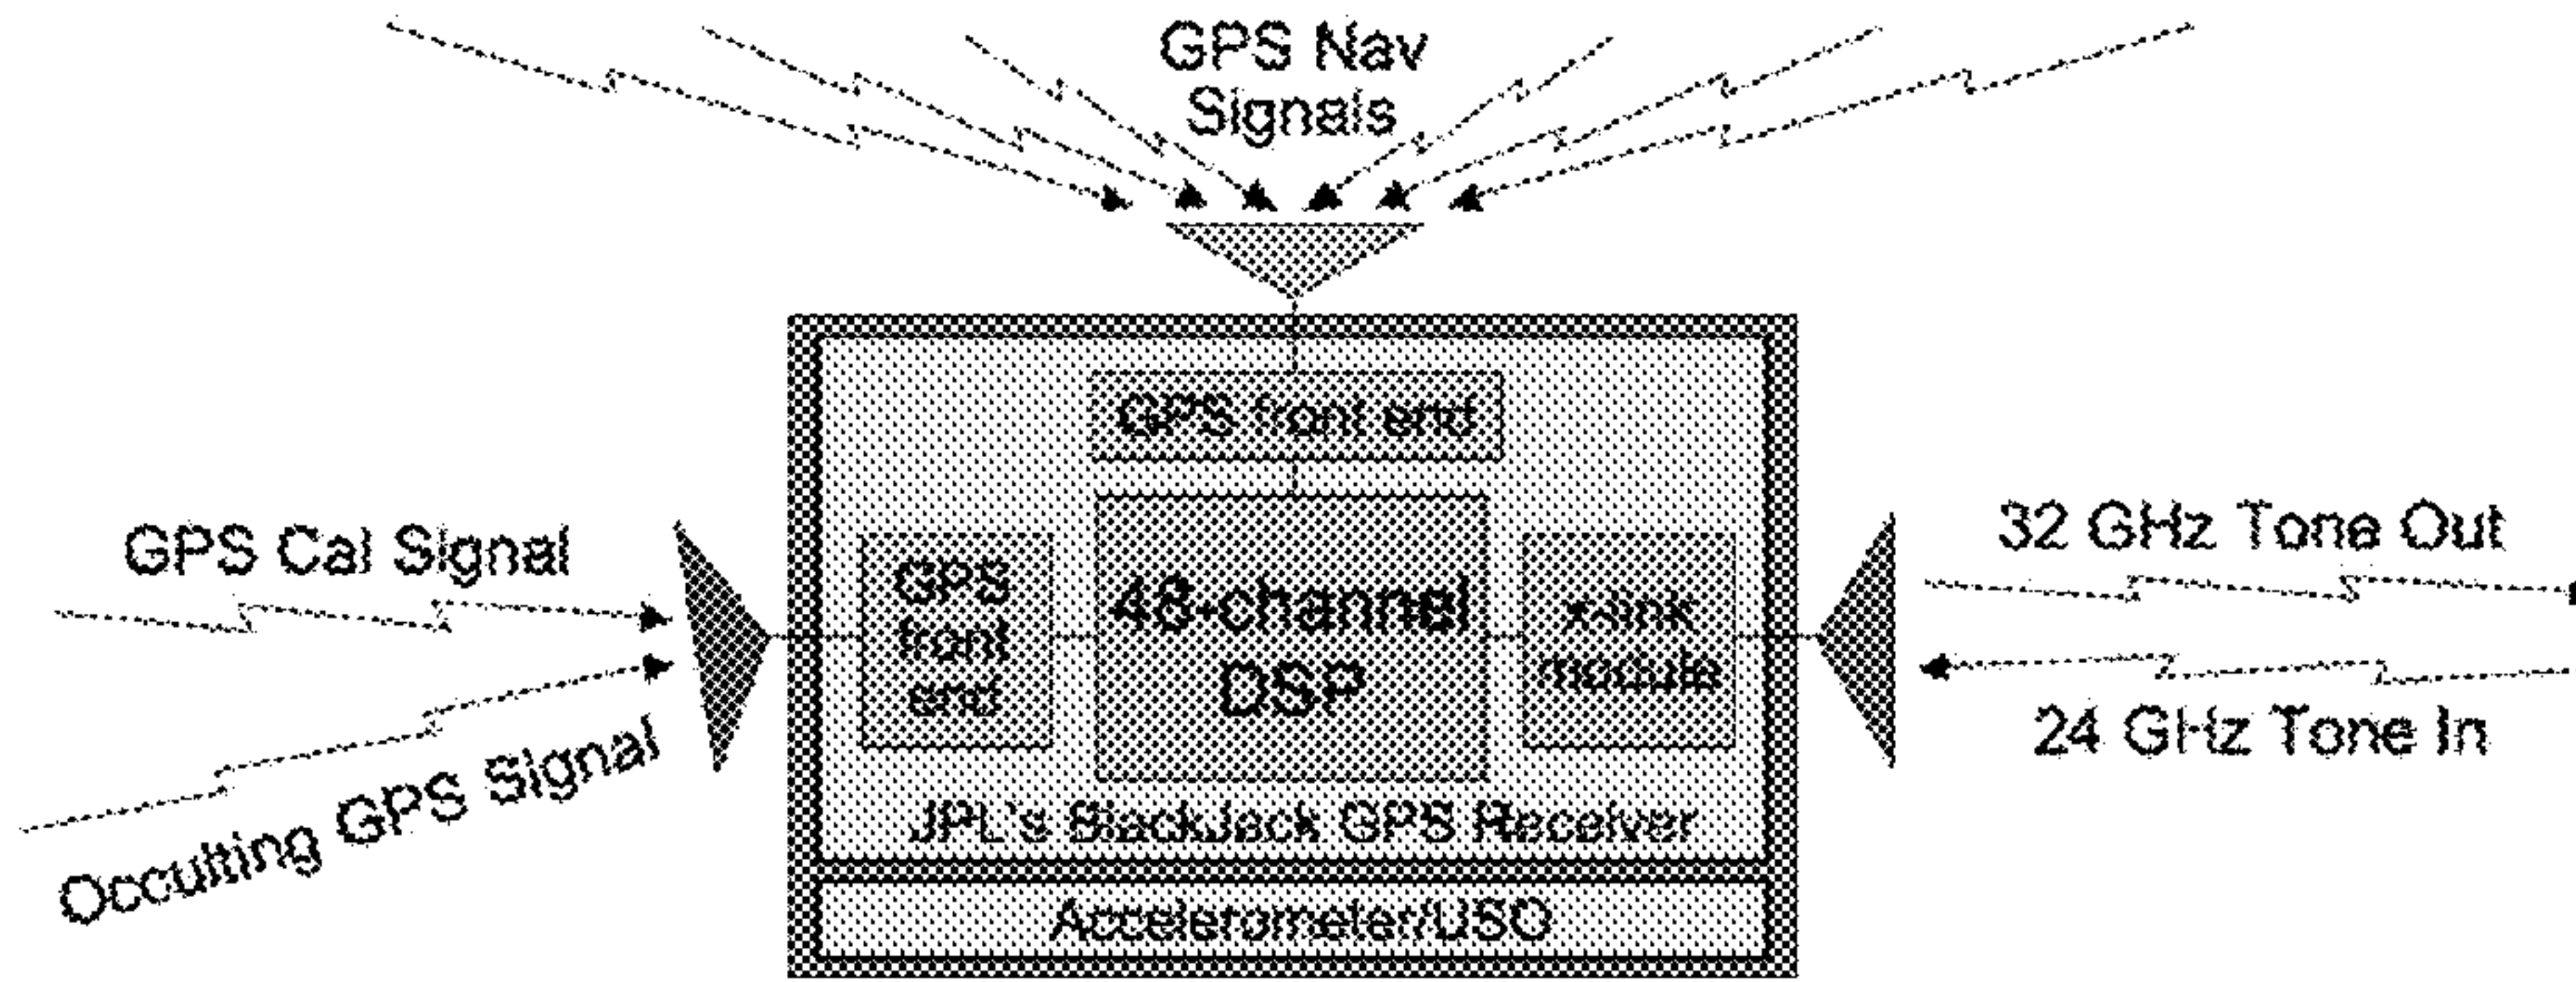 GPS Nav
Signals
GPS front end
GPS Cal Signal
GPS
front
end
48-channel
DSP
x-link
module
32 GHz Tone Out
24 GHz Tone In
Occulting GPS Signal
JPL's BlackJack GPS Receiver
Accelerometer/USO